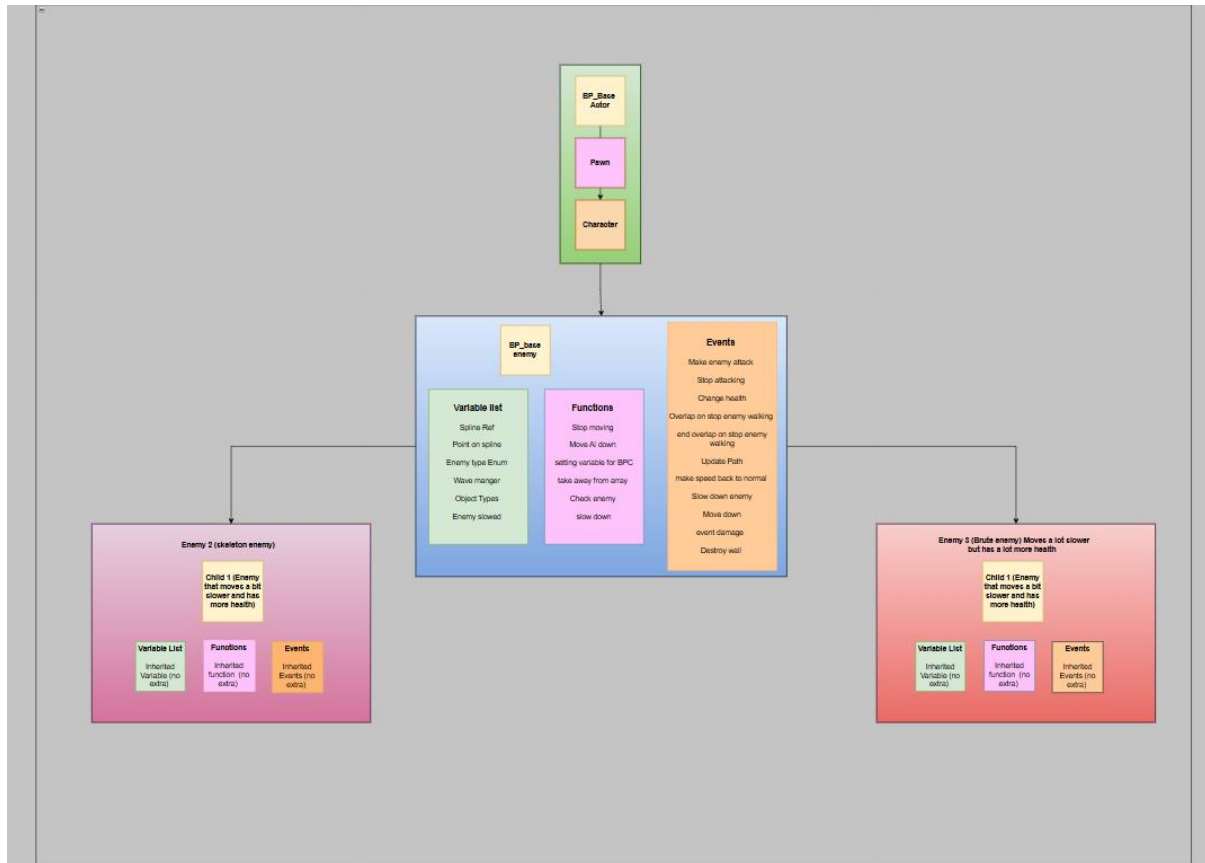 BP_Base
Actor
Pawn
Character
BP_base
enemy
Variable list
Spline Ref
Point on spline
Enemy type Enum
Wave manger
Object Types
Enemy slowed
Functions
Stop moving
Move Ai down
setting variable for BPC
take away from array
Check enemy
slow down
Events
Make enemy attack
Stop attacking
Change health
Overlap on stop enemy walking
end overlap on stop enemy
walking
Update Path
make speed back to normal
Slow down enemy
Move down
event damage
Destroy wall
Enemy 2 (skeleton enemy)
Child 1 (Enemy
that moves a bit
slower and has
more health)
Variable List
Inherited
Variable (no
extra)
Functions
Inherited
function (no
extra)
Events
Inherited
Events (no
extra)
Enemy 3 (Brute enemy) Moves a lot slower
but has a lot more health
Child 1 (Enemy
that moves a bit
slower and has
more health)
Variable List
Inherited
Variable (no
extra)
Functions
Inherited
function (no
extra)
Events
Inherited
Events (no
extra)